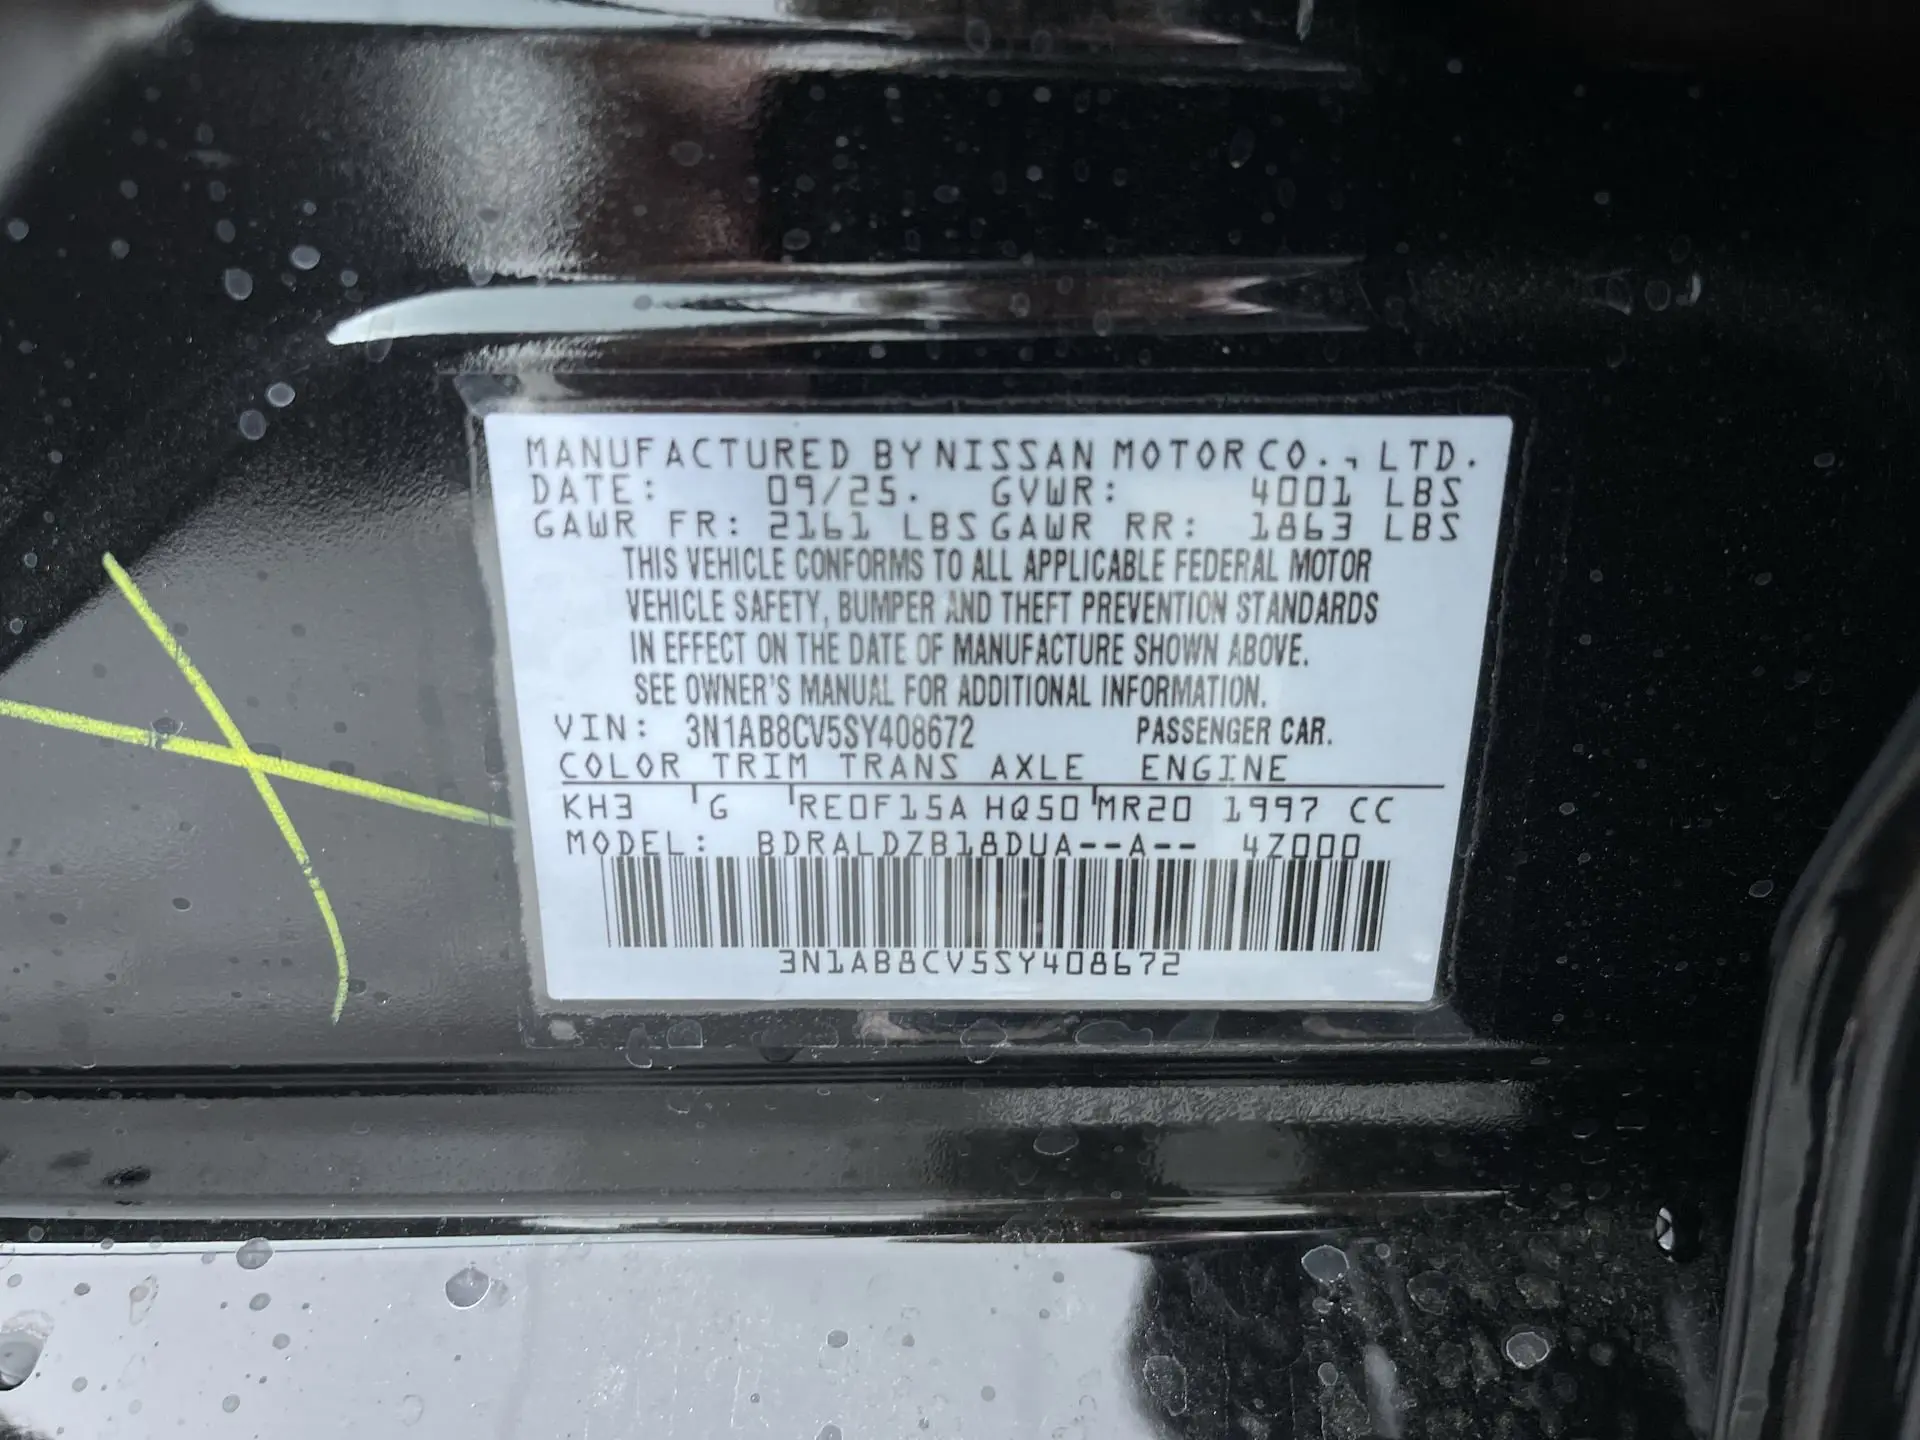 MANUFACTURED BY NISSAN MOTOR CO., LTD.
DATE: 09/25. GVWR: 4001 LBS
GAWR FR: 2161 LBS GAWR RR: 1863 LBS
THIS VEHICLE CONFORMS TO ALL APPLICABLE FEDERAL MOTOR
VEHICLE SAFETY, BUMPER AND THEFT PREVENTION STANDARDS
IN EFFECT ON THE DATE OF MANUFACTURE SHOWN ABOVE.
SEE OWNER'S MANUAL FOR ADDITIONAL INFORMATION.
VIN: 3N1AB8CV5SY408672 PASSENGER CAR.
COLOR TRIM TRANS AXLE ENGINE
KH3 G RE0F15A HQ50 MR20 1997 CC
MODEL: BDRALDZB18DUA--A-- 4Z000
3N1AB8CV5SY408672